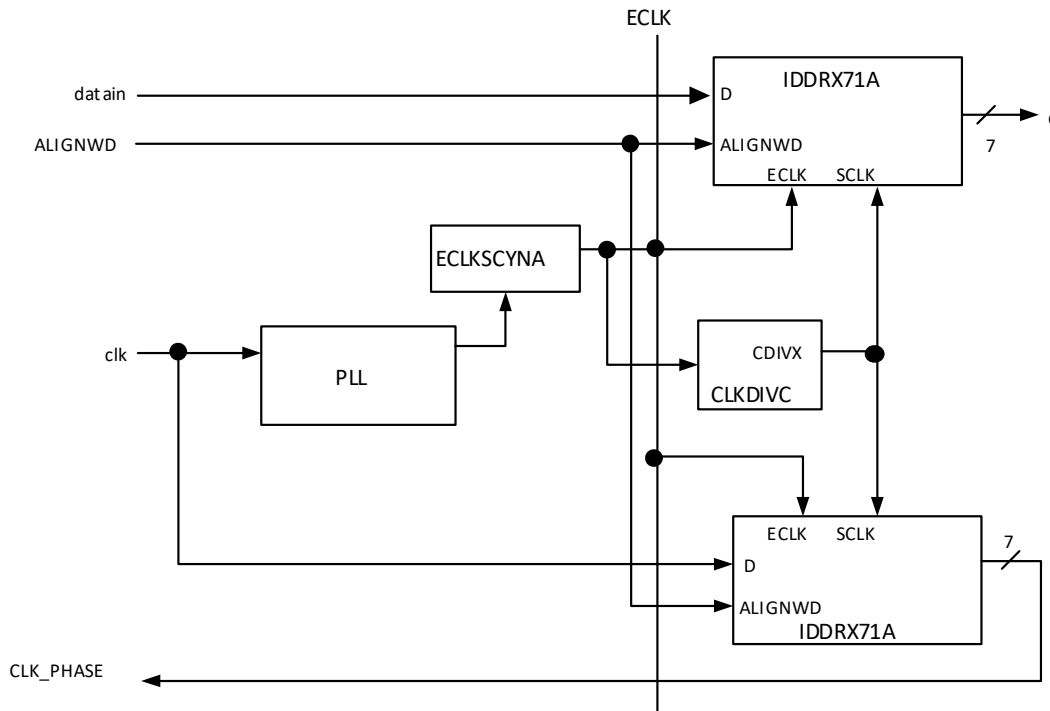 ECLK
IDDRX71A
datain
D
ALIGNWD
ALIGNWD
7
ECLK SCLK
ECLKSCYNA
clk
PLL
CDIVX
CLKDIVC
ECLK SCLK
7
D
ALIGNWD
IDDRX71A
CLK_PHASE